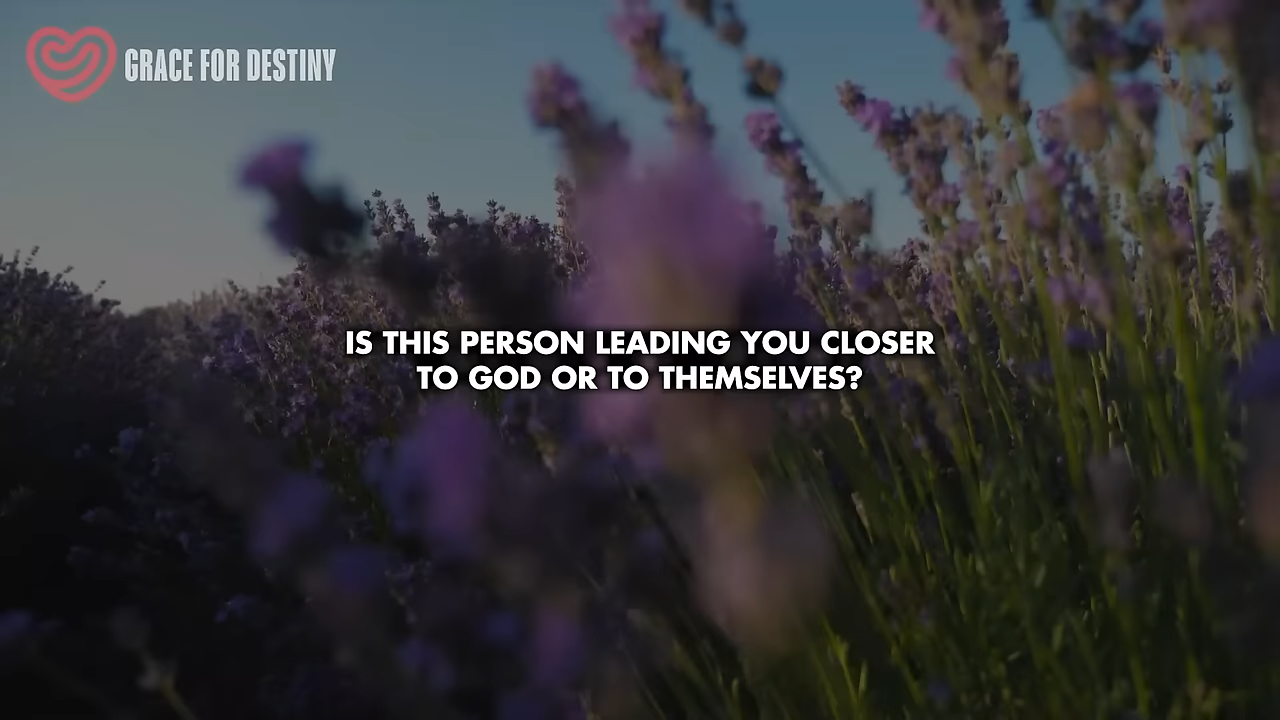 GRACE FOR DESTINY
IS THIS PERSON LEADING YOU CLOSER
TO GOD OR TO THEMSELVES?